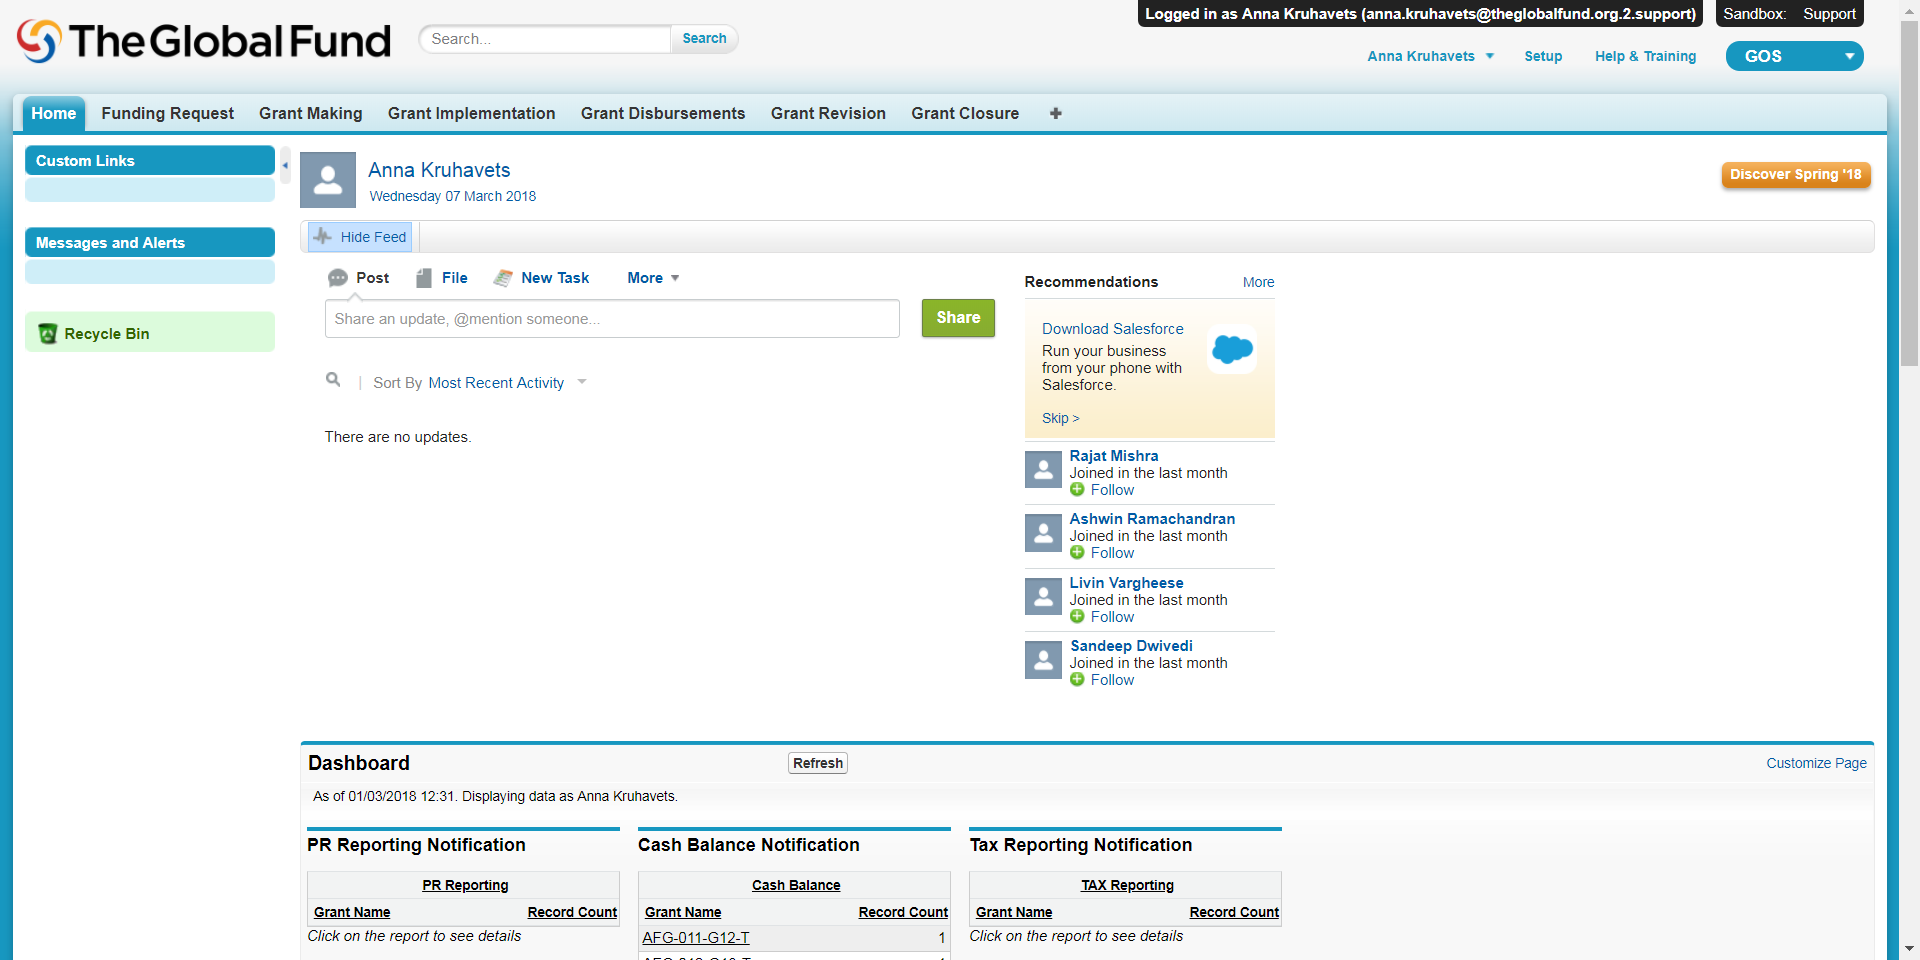 Logged in as Anna Kruhavets (anna.kruhavets@theglobalfund.org.2.support)
Sandbox: Support
The Global Fund
Search...
Search
Anna Kruhavets
Setup
Help & Training
GOS
Home
Funding Request
Grant Making
Grant Implementation
Grant Disbursements
Grant Revision
Grant Closure
Custom Links
Messages and Alerts
Recycle Bin
Anna Kruhavets
Wednesday 07 March 2018
Discover Spring '18
Hide Feed
Post
File
New Task
More
Share an update, @mention someone...
Share
Sort By Most Recent Activity
There are no updates.
Recommendations
More
Download Salesforce
Run your business
from your phone with
Salesforce.
Skip >
Rajat Mishra
Joined in the last month
Follow
Ashwin Ramachandran
Joined in the last month
Follow
Livin Vargheese
Joined in the last month
Follow
Sandeep Dwivedi
Joined in the last month
Follow
Dashboard
Refresh
Customize Page
As of 01/03/2018 12:31. Displaying data as Anna Kruhavets.
PR Reporting Notification
PR Reporting
Grant Name Record Count
Click on the report to see details
Cash Balance Notification
Cash Balance
Grant Name Record Count
AFG-011-G12-T 1
Tax Reporting Notification
TAX Reporting
Grant Name Record Count
Click on the report to see details